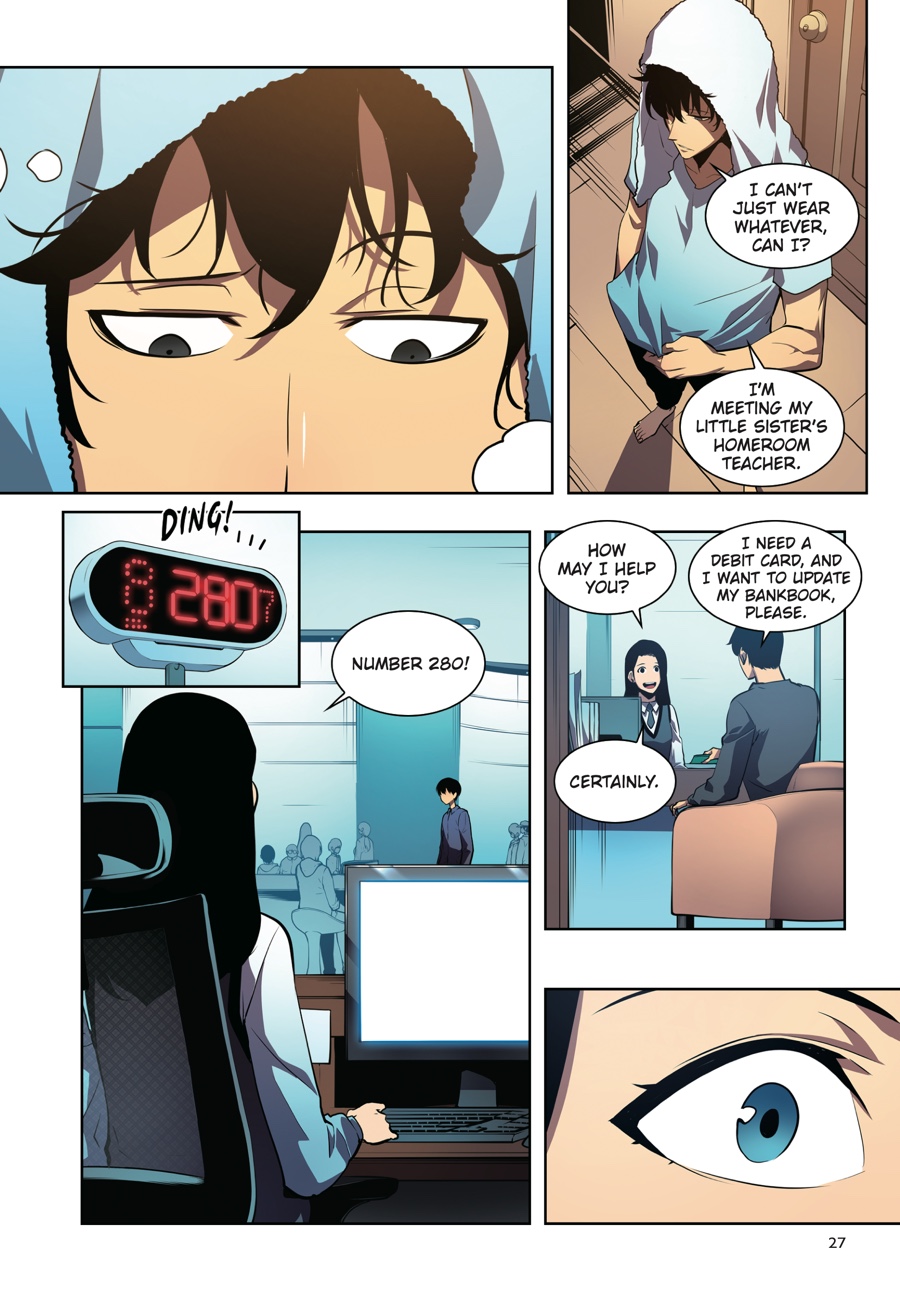 I CAN'T
JUST WEAR
WHATEVER,
CAN I?
I'M
MEETING MY
LITTLE SISTER'S
HOMEROOM
TEACHER.
DING!...
280
NUMBER 280!
HOW
MAY I HELP
YOU?
I NEED A
DEBIT CARD, AND
I WANT TO UPDATE
MY BANKBOOK,
PLEASE.
CERTAINLY.
27